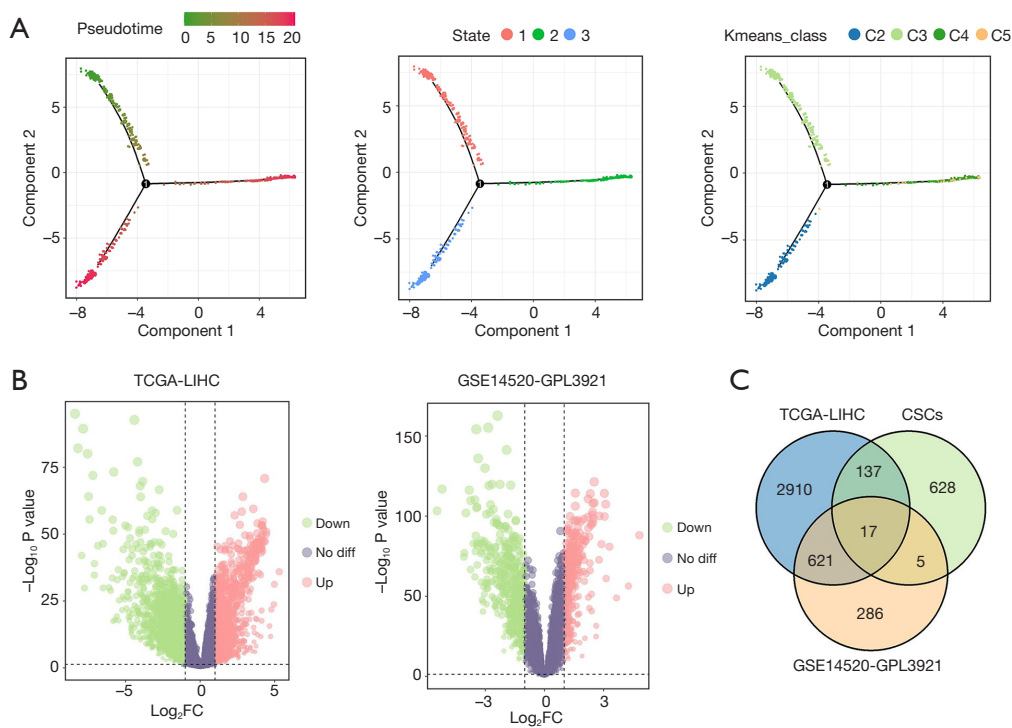 A
Pseudotime
0 5 10 15 20
State 1 2 3
Kmeans_class C2 C3 C4 C5
Component 2
5
0
−5
1
−8 −4 0 4
Component 1
Component 2
5
0
−5
1
−8 −4 0 4
Component 1
Component 2
5
0
−5
1
−8 −4 0 4
Component 1
B
TCGA-LIHC
−Log10 P value
75
50
25
0
−5 0 5
Log2FC
Down
No diff
Up
GSE14520-GPL3921
−Log10 P value
150
100
50
0
−3 0 3
Log2FC
Down
No diff
Up
C
TCGA-LIHC CSCs
2910 137 628
17
621 5
286
GSE14520-GPL3921